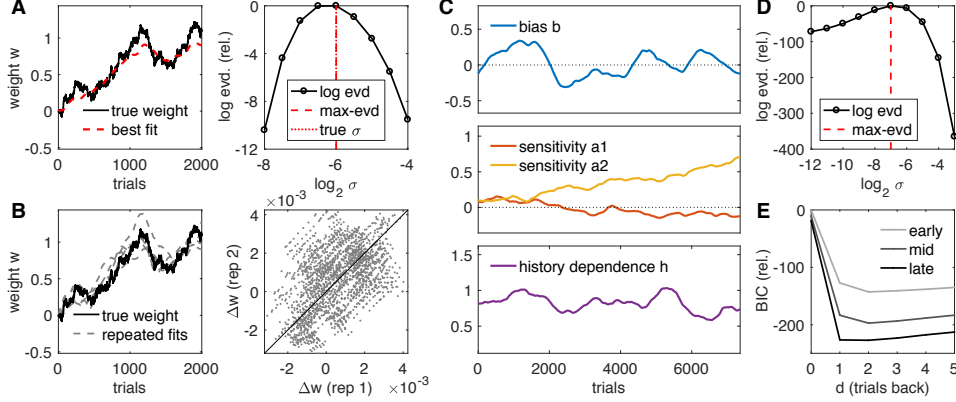 A
weight w
1
0.5
0
-0.5
0
1000
2000
trials
true weight
best fit
log evd. (rel.)
0
-3
-6
-9
-12
-8
-7
-6
-5
-4
log2 σ
log evd
max-evd
true σ
B
weight w
1
0.5
0
-0.5
0
1000
2000
trials
true weight
repeated fits
× 10-3
Δw (rep 2)
4
2
0
-2
-2
0
2
4
Δw (rep 1)
× 10-3
C
bias b
0.5
0
-0.5
sensitivity a1
sensitivity a2
1
0.5
0
history dependence h
1
0.5
0
2000
4000
6000
trials
D
log evd. (rel.)
0
-100
-200
-300
-400
-12
-10
-8
-6
-4
log2 σ
log evd
max-evd
E
BIC (rel.)
0
-100
-200
0
1
2
3
4
5
d (trials back)
early
mid
late